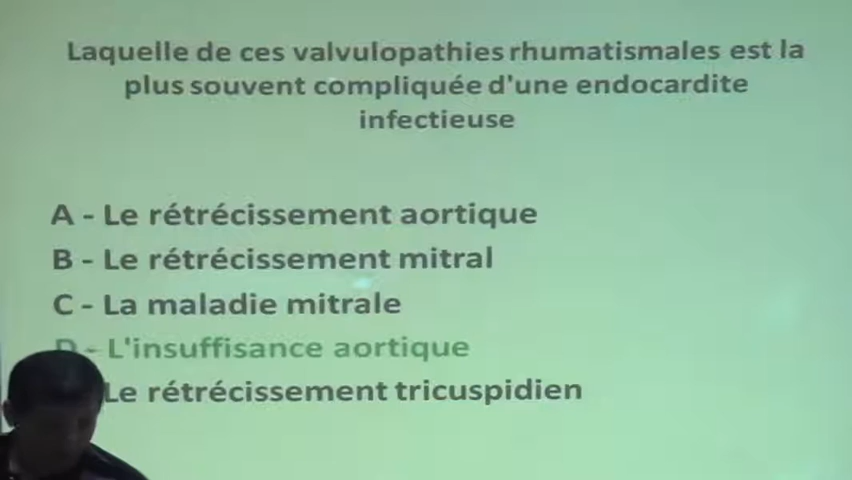 Laquelle de ces valvulopathies rhumatismales est la
plus souvent compliquée d'une endocardite
infectieuse
A - Le rétrécissement aortique
B - Le rétrécissement mitral
C - La maladie mitrale
D - L'insuffisance aortique
Le rétrécissement tricuspidien